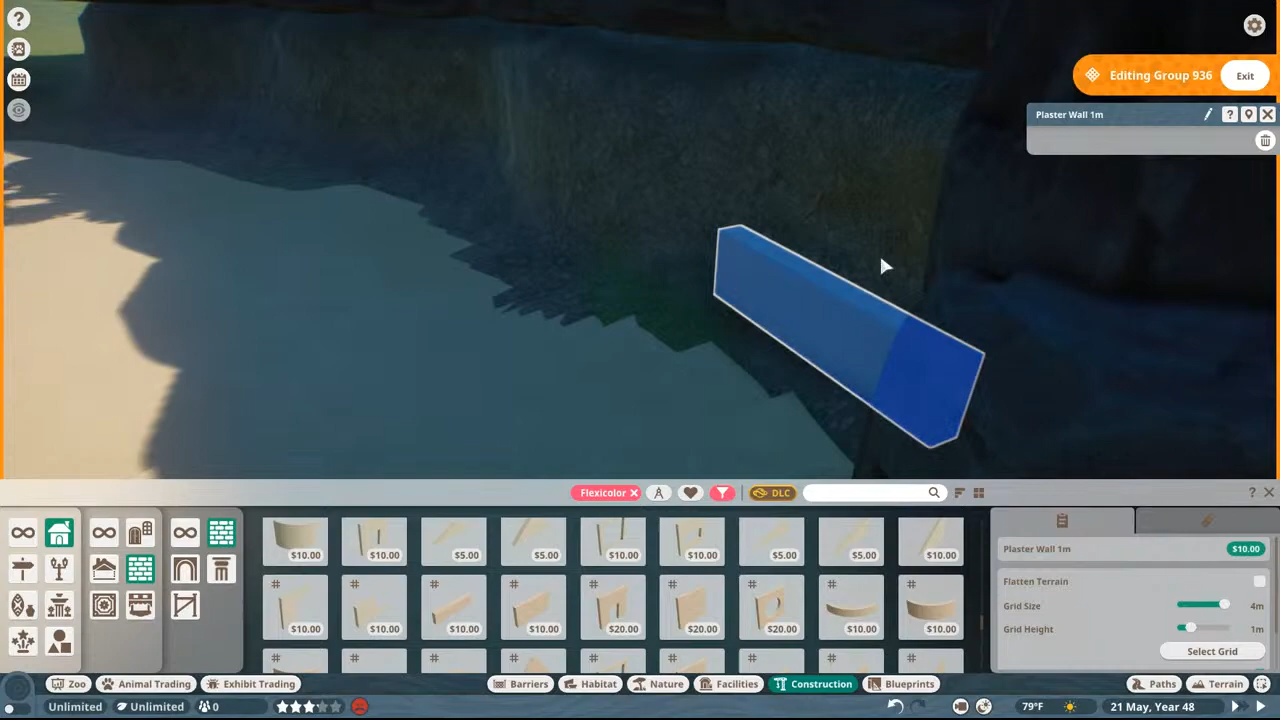 Editing Group 936
Exit
Plaster Wall 1m
?
Flexicolor
DLC
$10.00 $10.00 $5.00 $5.00 $10.00 $10.00 $5.00 $5.00 $10.00
$10.00 $10.00 $10.00 $10.00 $20.00 $20.00 $20.00 $10.00 $10.00
Plaster Wall 1m $10.00
Flatten Terrain
Grid Size 4m
Grid Height 1m
Select Grid
Zoo Animal Trading Exhibit Trading Barriers Habitat Nature Facilities Construction Blueprints Paths Terrain
Unlimited Unlimited 0 79°F 21 May, Year 48